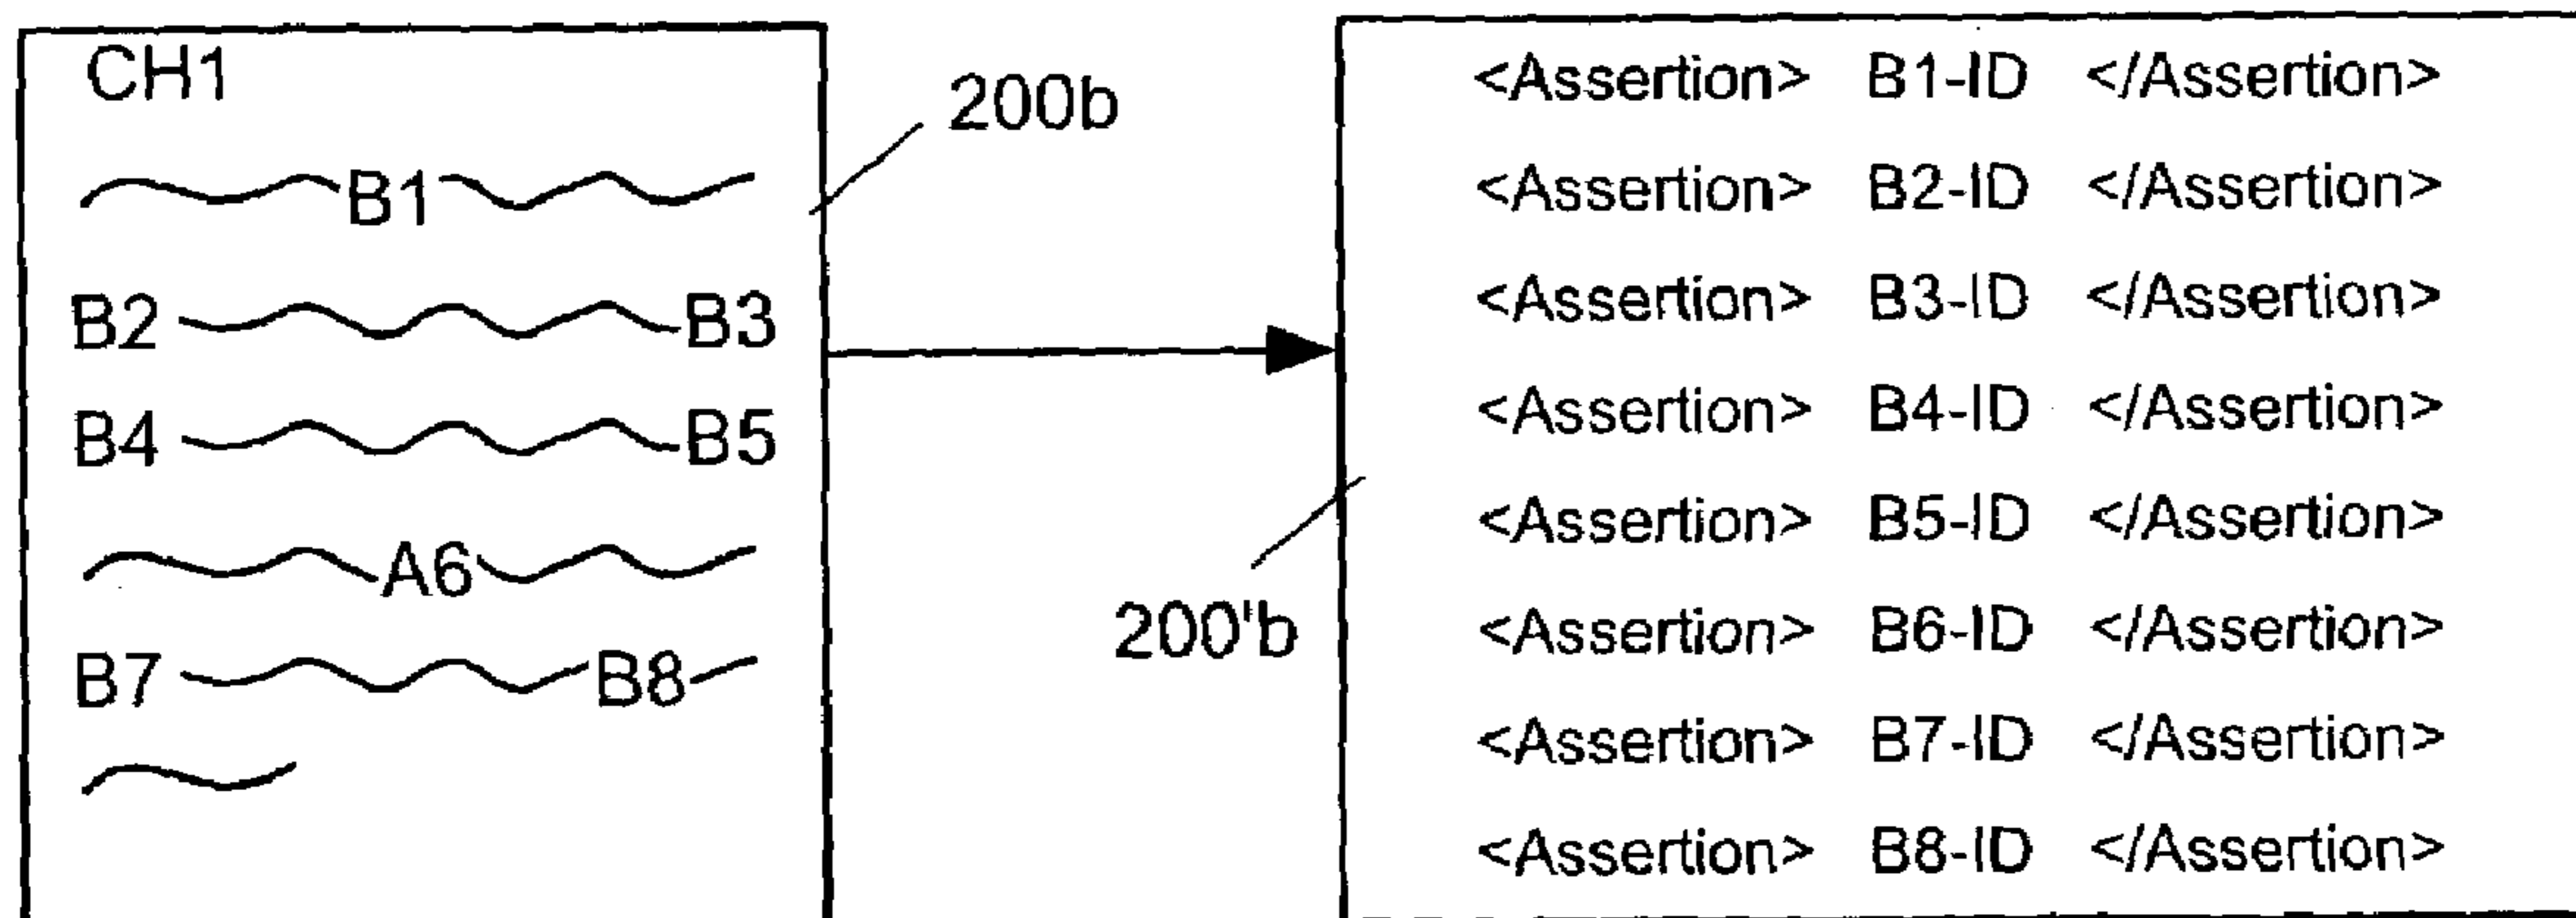 CH1
B1
B2 B3
B4 B5
A6
B7 B8
200b
200'b
<Assertion> B1-ID </Assertion>
<Assertion> B2-ID </Assertion>
<Assertion> B3-ID </Assertion>
<Assertion> B4-ID </Assertion>
<Assertion> B5-ID </Assertion>
<Assertion> B6-ID </Assertion>
<Assertion> B7-ID </Assertion>
<Assertion> B8-ID </Assertion>